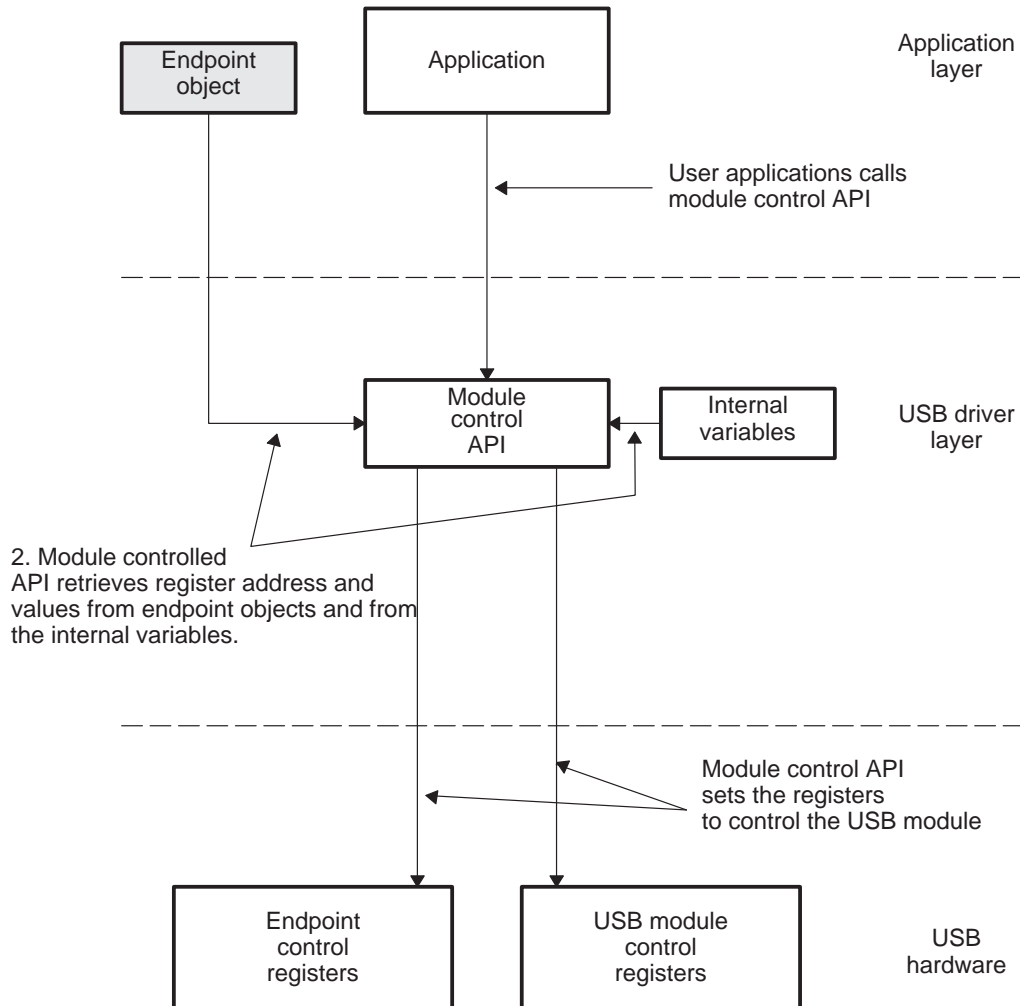 Endpoint
object
Application
Application
layer
User applications calls
module control API
Module
control
API
Internal
variables
USB driver
layer
2. Module controlled
API retrieves register address and
values from endpoint objects and from
the internal variables.
Module control API
sets the registers
to control the USB module
Endpoint
control
registers
USB module
control
registers
USB
hardware